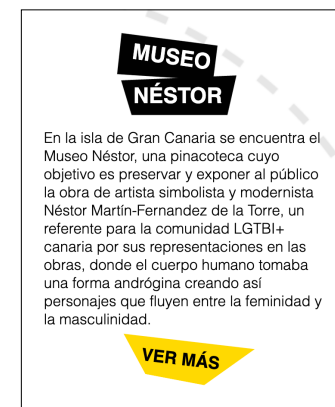 MUSEO
NÉSTOR
En la isla de Gran Canaria se encuentra el
Museo Néstor, una pinacoteca cuyo
objetivo es preservar y exponer al público
la obra de artista simbolista y modernista
Néstor Martín-Fernandez de la Torre, un
referente para la comunidad LGTBI+
canaria por sus representaciones en las
obras, donde el cuerpo humano tomaba
una forma andrógina creando así
personajes que fluyen entre la feminidad y
la masculinidad.
VER MÁS